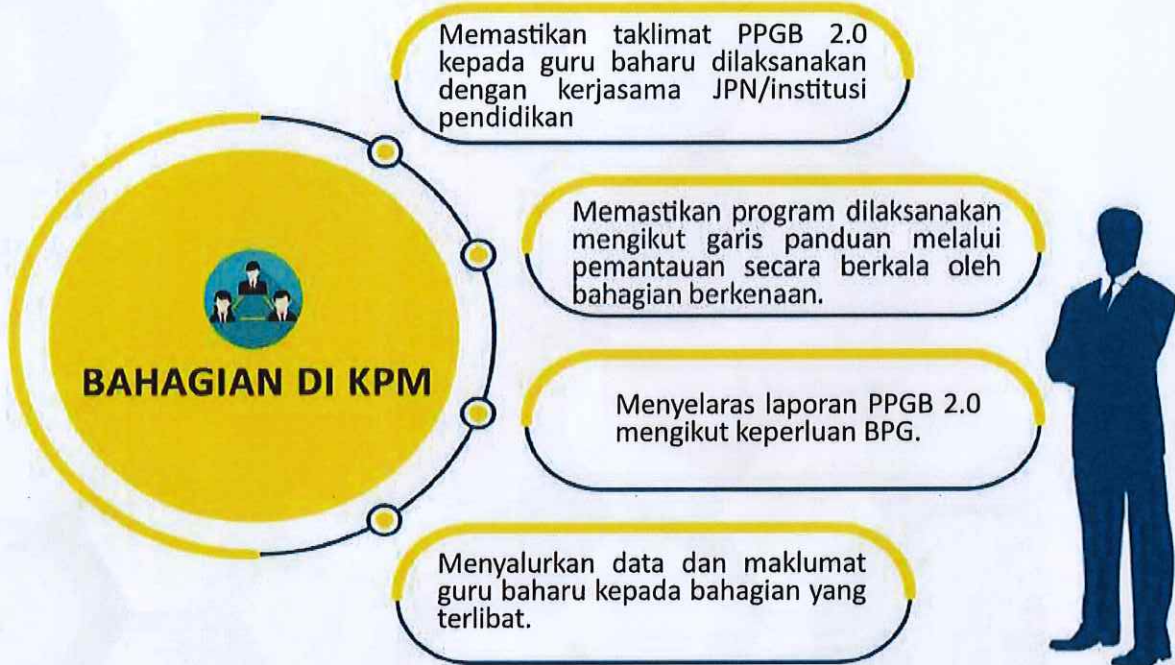 Memastikan taklimat PPGB 2.0
kepada guru baharu dilaksanakan
dengan kerjasama JPN/institusi
pendidikan
Memastikan program dilaksanakan
mengikut garis panduan melalui
pemantauan secara berkala oleh
bahagian berkenaan.
BAHAGIAN DI KPM
Menyelaras laporan PPGB 2.0
mengikut keperluan BPG.
Menyalurkan data dan maklumat
guru baharu kepada bahagian yang
terlibat.